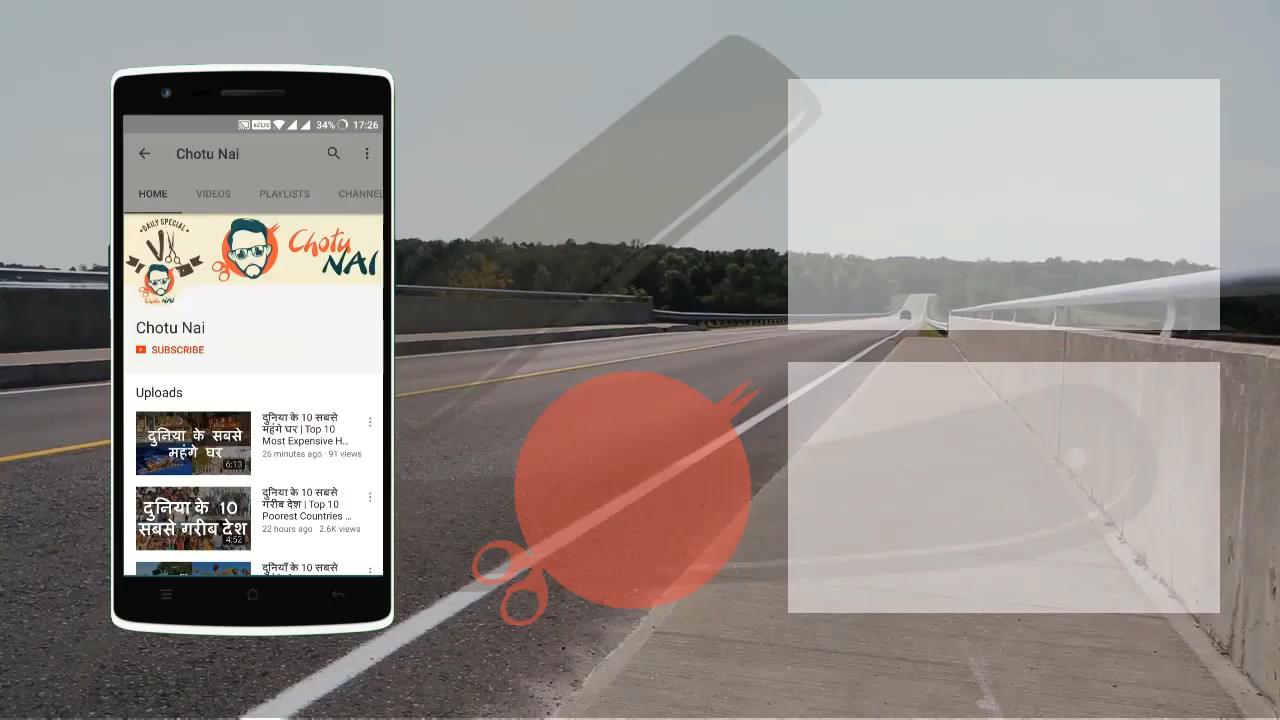 34% 17:26
Chotu Nai
HOME VIDEOS PLAYLISTS CHANNEL
DAILY SPECIAL
Chotu
NAI
Chotu NAI
Chotu Nai
SUBSCRIBE
Uploads
दुनिया के सबसे
महंगे घर
6:13
दुनिया के 10 सबसे
महंगे घर | Top 10
Most Expensive H...
26 minutes ago · 91 views
दुनिया के 10
सबसे गरीब देश
4:52
दुनिया के 10 सबसे
गरीब देश | Top 10
Poorest Countries ...
22 hours ago · 2.6K views
दुनियाँ के 10 सबसे